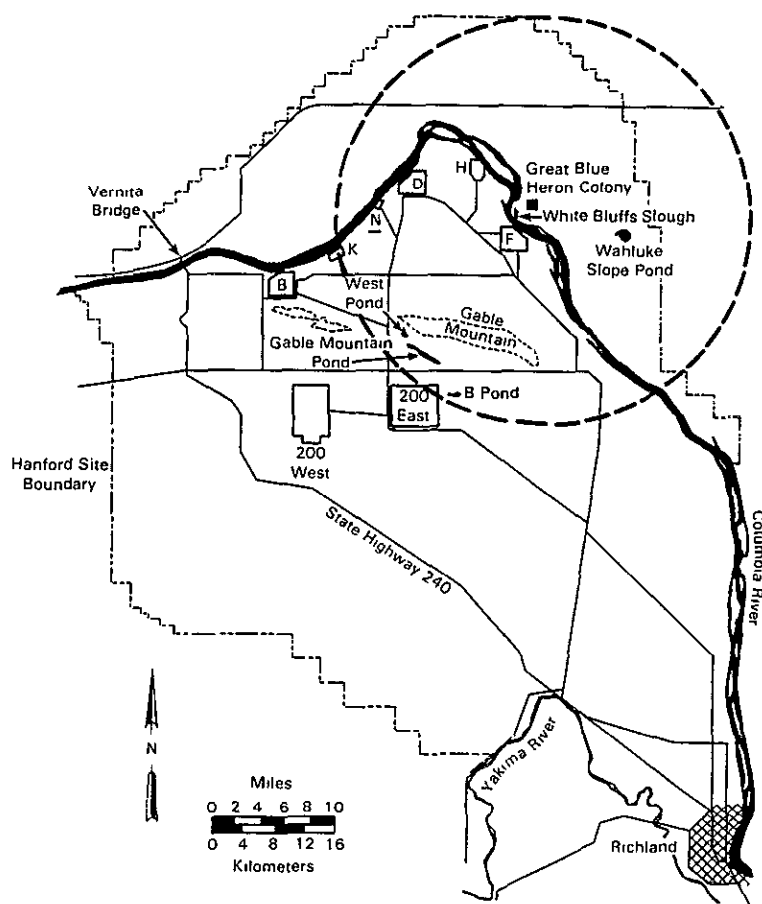 Vernita
Bridge
D
H
Great Blue
Heron Colony
White Bluffs Slough
N
K
F
Wahluke
Slope Pond
B
West
Pond
Gable
Mountain
Gable Mountain
Pond
200
East
B Pond
200
West
Hanford Site
Boundary
State Highway 240
Columbia River
N
Yakima River
Miles
0 2 4 6 8 10
0 4 8 12 16
Kilometers
Richland